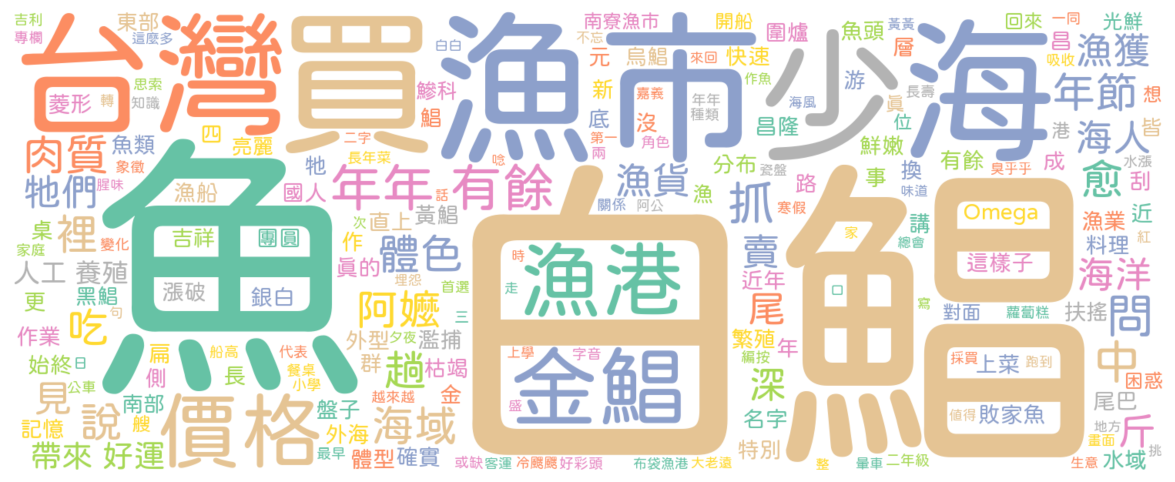 吉利
專欄
東部
這麼多
台灣
菱形
轉
思索
知識
買
二字
白白
漁市
鰺科
鯧
南寮漁市
不忘
元
烏鯧
開船
來回
快速
新
底
嘉義
沒
第一
兩
角色
年年
種類
作魚
圍爐
海風
昌隆
少
魚頭
層
游
真
位
長壽
鮮嫩
回來
黃黃
昌
一同
吸收
光鮮
海
漁獲
年節
想
港
海人
皆
肉質
魚類
象徵
四
亮麗
長年菜
牠
牠們
腥味
漁船
國人
年年有餘
唸
話
漁貨
關係
阿公
漁
分布
瓷盤
抓
路
寒假
事
有餘
換
味道
臭乎乎
成
愈
水漲
刮
桌
家庭
裡
變化
吉祥
團員
魚
次
直上
黃鯧
作
真的
體色
埋怨
人工
養殖
漲破
銀白
阿嬤
首選
更
黑鯧
句
吃
作業
外型
濫捕
三
時
走
漁港
白鯧
賣
近年
尾
繁殖
編按
年
深
家
口
講
總會
寫
Omega
這樣子
漁業
近
料理
紅
海洋
對面
蘿蔔糕
扶搖
問
始終
日
扁
側
船高
代表
夕夜
群
趟
枯竭
長
餐桌
小學
越來越
金
上學
字音
金鯧
盛
採買
上菜
跑到
中
困惑
公車
見
記憶
說
南部
艘
價格
盤子
外海
海域
帶來
好運
最早
體型
確實
或缺
客運
冷颼颼
好彩頭
布袋漁港
大老遠
名字
特別
整
暈車
二年級
值得
敗家魚
尾巴
地方
畫面
斤
生意
水域
挑